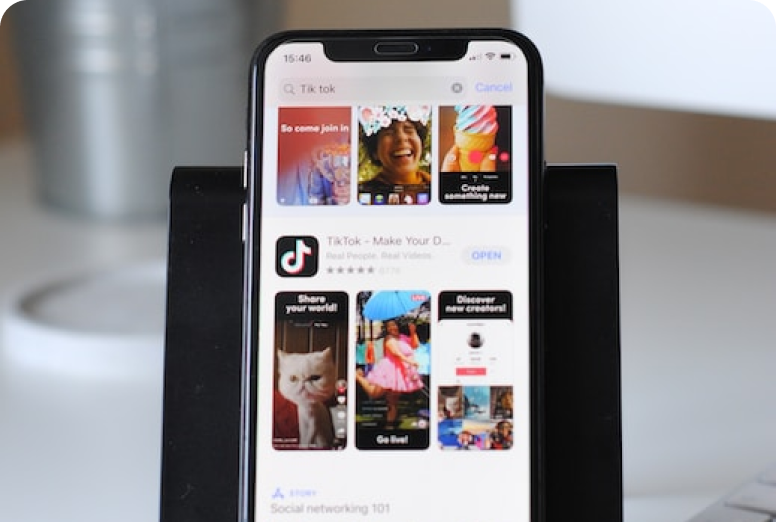 15:46
Tik tok
Cancel
So come join in
Create
something new
TikTok - Make Your D...
Real People. Real Videos.
OPEN
Share
your world!
LIVE
Go live!
Discover
new creators!
STORY
Social networking 101